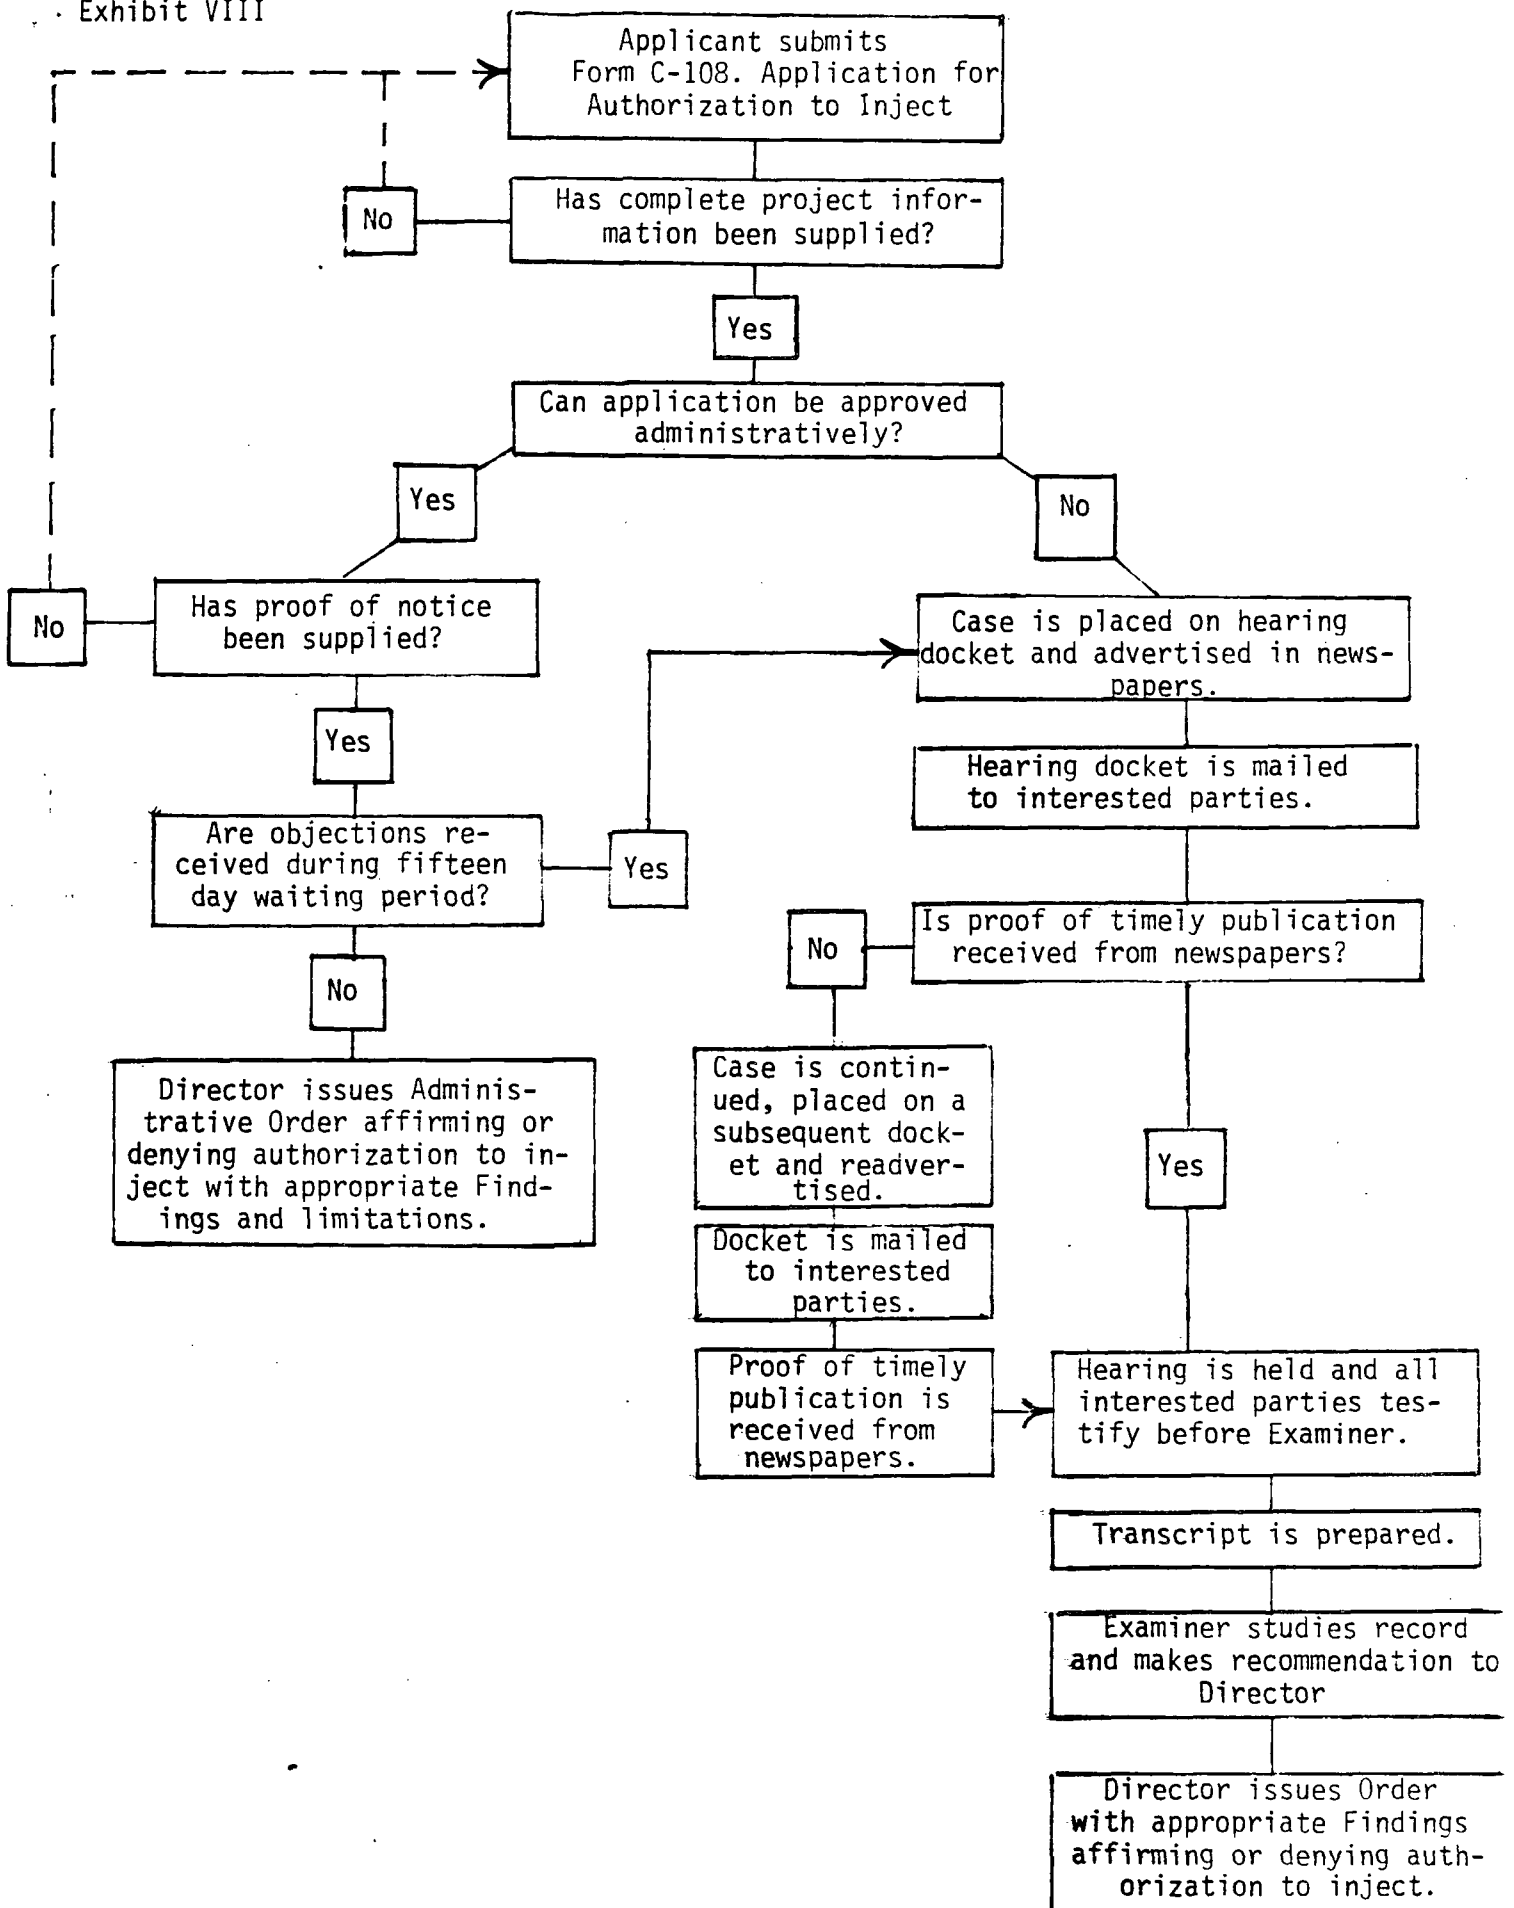 Exhibit VIII
Applicant submits
Form C-108. Application for
Authorization to Inject
No
Has complete project infor-
mation been supplied?
Yes
Can application be approved
administratively?
Yes
No
No
Has proof of notice
been supplied?
Case is placed on hearing
docket and advertised in news-
papers.
Yes
Hearing docket is mailed
to interested parties.
Are objections re-
ceived during fifteen
day waiting period?
Yes
No
Is proof of timely publication
received from newspapers?
No
Director issues Adminis-
trative Order affirming or
denying authorization to in-
ject with appropriate Find-
ings and limitations.
Case is contin-
ued, placed on a
subsequent dock-
et and readver-
tised.
Yes
Docket is mailed
to interested
parties.
Proof of timely
publication is
received from
newspapers.
Hearing is held and all
interested parties tes-
tify before Examiner.
Transcript is prepared.
Examiner studies record
and makes recommendation to
Director
Director issues Order
with appropriate Findings
affirming or denying auth-
orization to inject.